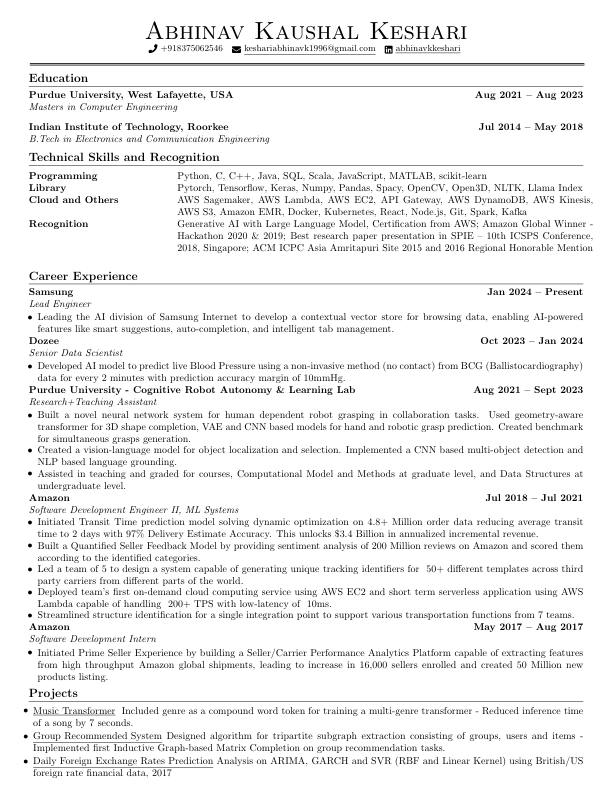 Abhinav Kaushal Keshari
+918375062546 keshariabhinavk1996@gmail.com abhinavkkeshari
Education
Purdue University, West Lafayette, USA Aug 2021 – Aug 2023
Masters in Computer Engineering
Indian Institute of Technology, Roorkee Jul 2014 – May 2018
B.Tech in Electronics and Communication Engineering
Technical Skills and Recognition
Programming Python, C, C++, Java, SQL, Scala, JavaScript, MATLAB, scikit-learn
Library Pytorch, Tensorflow, Keras, Numpy, Pandas, Spacy, OpenCV, Open3D, NLTK, Llama Index
Cloud and Others AWS Sagemaker, AWS Lambda, AWS EC2, API Gateway, AWS DynamoDB, AWS Kinesis,
AWS S3, Amazon EMR, Docker, Kubernetes, React, Node.js, Git, Spark, Kafka
Recognition Generative AI with Large Language Model, Certification from AWS; Amazon Global Winner -
Hackathon 2020 & 2019; Best research paper presentation in SPIE – 10th ICSPS Conference,
2018, Singapore; ACM ICPC Asia Amritapuri Site 2015 and 2016 Regional Honorable Mention
Career Experience
Samsung Jan 2024 – Present
Lead Engineer
• Leading the AI division of Samsung Internet to develop a contextual vector store for browsing data, enabling AI-powered
features like smart suggestions, auto-completion, and intelligent tab management.
Dozee Oct 2023 – Jan 2024
Senior Data Scientist
• Developed AI model to predict live Blood Pressure using a non-invasive method (no contact) from BCG (Ballistocardiography)
data for every 2 minutes with prediction accuracy margin of 10mmHg.
Purdue University - Cognitive Robot Autonomy & Learning Lab Aug 2021 – Sept 2023
Research+Teaching Assistant
• Built a novel neural network system for human dependent robot grasping in collaboration tasks. Used geometry-aware
transformer for 3D shape completion, VAE and CNN based models for hand and robotic grasp prediction. Created benchmark
for simultaneous grasps generation.
• Created a vision-language model for object localization and selection. Implemented a CNN based multi-object detection and
NLP based language grounding.
• Assisted in teaching and graded for courses, Computational Model and Methods at graduate level, and Data Structures at
undergraduate level.
Amazon Jul 2018 – Jul 2021
Software Development Engineer II, ML Systems
• Initiated Transit Time prediction model solving dynamic optimization on 4.8+ Million order data reducing average transit
time to 2 days with 97% Delivery Estimate Accuracy. This unlocks $3.4 Billion in annualized incremental revenue.
• Built a Quantified Seller Feedback Model by providing sentiment analysis of 200 Million reviews on Amazon and scored them
according to the identified categories.
• Led a team of 5 to design a system capable of generating unique tracking identifiers for 50+ different templates across third
party carriers from different parts of the world.
• Deployed team's first on-demand cloud computing service using AWS EC2 and short term serverless application using AWS
Lambda capable of handling 200+ TPS with low-latency of 10ms.
• Streamlined structure identification for a single integration point to support various transportation functions from 7 teams.
Amazon May 2017 – Aug 2017
Software Development Intern
• Initiated Prime Seller Experience by building a Seller/Carrier Performance Analytics Platform capable of extracting features
from high throughput Amazon global shipments, leading to increase in 16,000 sellers enrolled and created 50 Million new
products listing.
Projects
• Music Transformer Included genre as a compound word token for training a multi-genre transformer - Reduced inference time
of a song by 7 seconds.
• Group Recommended System Designed algorithm for tripartite subgraph extraction consisting of groups, users and items -
Implemented first Inductive Graph-based Matrix Completion on group recommendation tasks.
• Daily Foreign Exchange Rates Prediction Analysis on ARIMA, GARCH and SVR (RBF and Linear Kernel) using British/US
foreign rate financial data, 2017